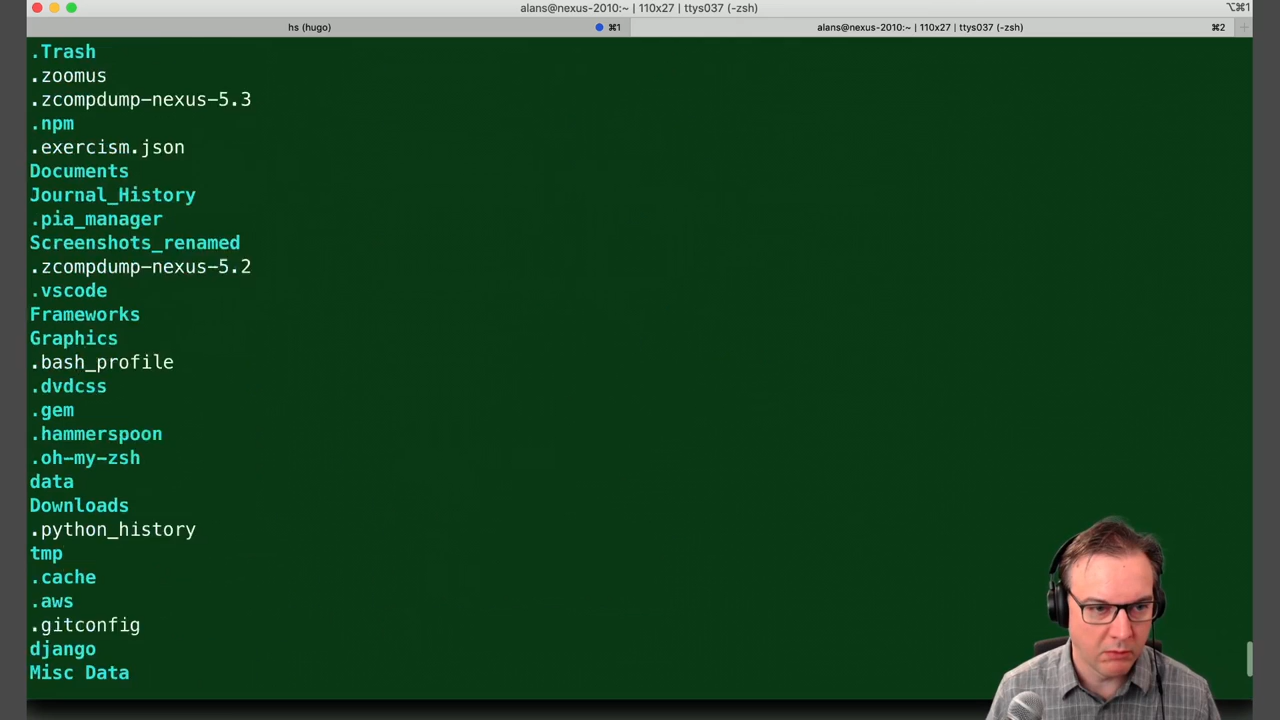 alans@nexus-2010:~ | 110x27 | ttys037 (-zsh)
⌥⌘1
hs (hugo)
⌘1
alans@nexus-2010:~ | 110x27 | ttys037 (-zsh)
⌘2
+
.Trash
.zoomus
.zcompdump-nexus-5.3
.npm
.exercism.json
Documents
Journal_History
.pia_manager
Screenshots_renamed
.zcompdump-nexus-5.2
.vscode
Frameworks
Graphics
.bash_profile
.dvdcss
.gem
.hammerspoon
.oh-my-zsh
data
Downloads
.python_history
tmp
.cache
.aws
.gitconfig
django
Misc Data